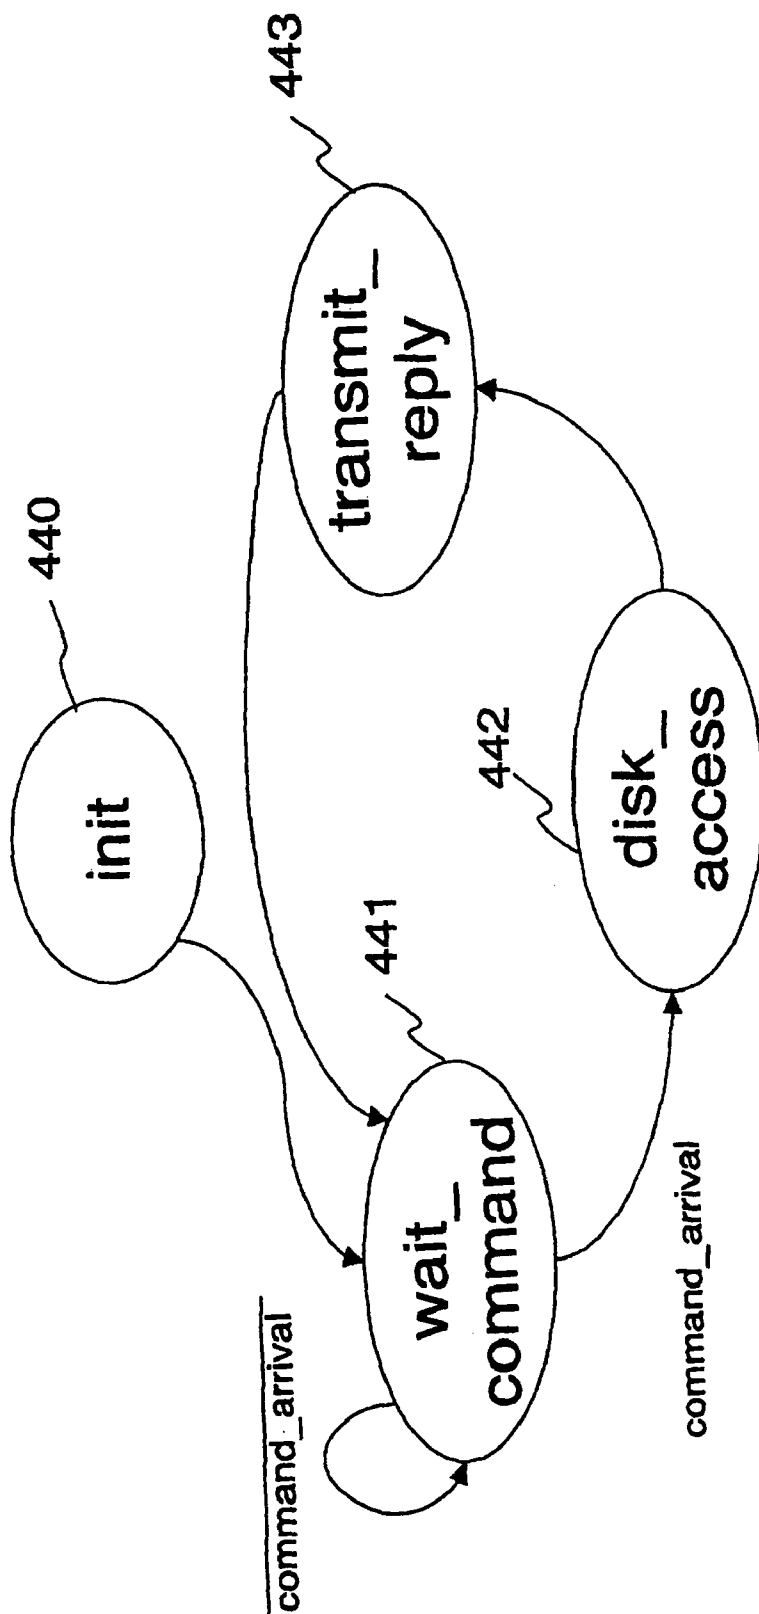 init
440
transmit_
reply
443
command_arrival
wait_
command
441
disk_
access
442
command_arrival